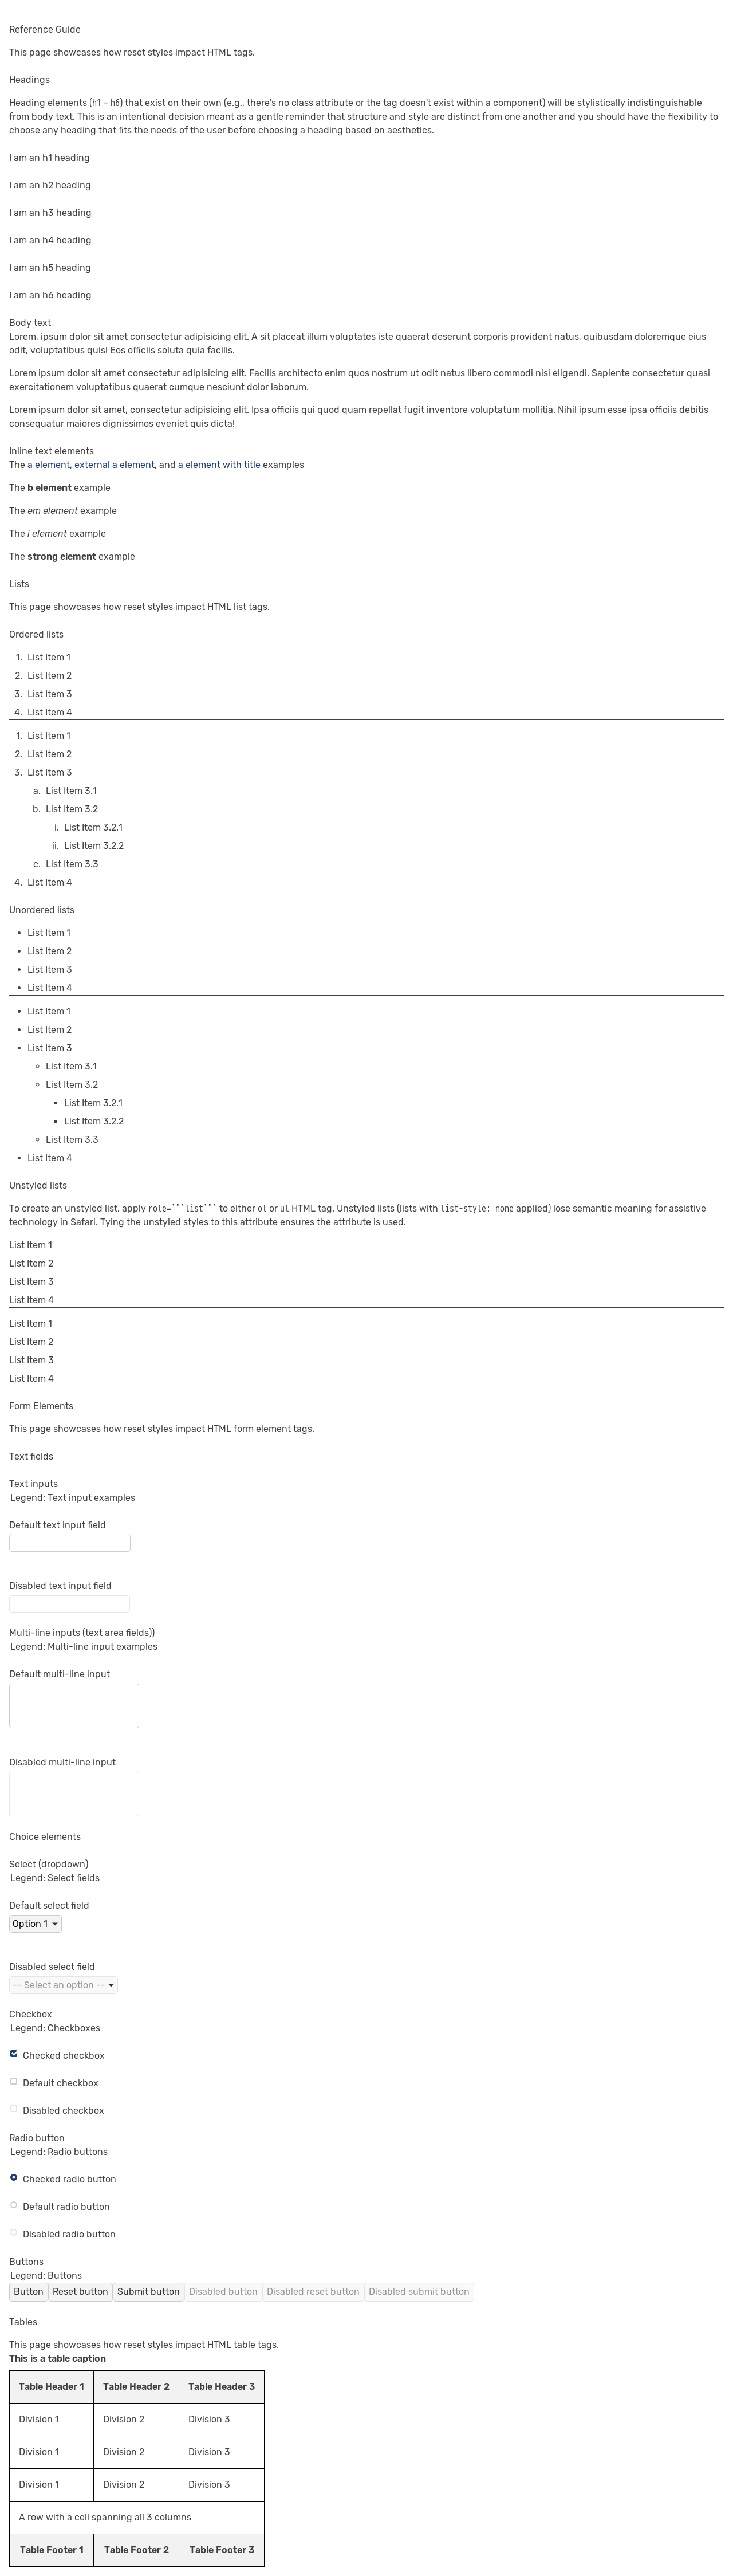 Reference Guide
This page showcases how reset styles impact HTML tags.
Headings
Heading elements (h1 - h6) that exist on their own (e.g., there's no class attribute or the tag doesn't exist within a component) will be stylistically indistinguishable
from body text. This is an intentional decision meant as a gentle reminder that structure and style are distinct from one another and you should have the flexibility to
choose any heading that fits the needs of the user before choosing a heading based on aesthetics.
I am an h1 heading
I am an h2 heading
I am an h3 heading
I am an h4 heading
I am an h5 heading
I am an h6 heading
Body text
Lorem, ipsum dolor sit amet consectetur adipisicing elit. A sit placeat illum voluptates iste quaerat deserunt corporis provident natus, quibusdam doloremque eius
odit, voluptatibus quis! Eos officiis soluta quia facilis.
Lorem ipsum dolor sit amet consectetur adipisicing elit. Facilis architecto enim quos nostrum ut odit natus libero commodi nisi eligendi. Sapiente consectetur quasi
exercitationem voluptatibus quaerat cumque nesciunt dolor laborum.
Lorem ipsum dolor sit amet, consectetur adipisicing elit. Ipsa officiis qui quod quam repellat fugit inventore voluptatum mollitia. Nihil ipsum esse ipsa officiis debitis
consequatur maiores dignissimos eveniet quis dicta!
Inline text elements
The a element, external a element, and a element with title examples
The b element example
The em element example
The i element example
The strong element example
Lists
This page showcases how reset styles impact HTML list tags.
Ordered lists
1. List Item 1
2. List Item 2
3. List Item 3
4. List Item 4
1. List Item 1
2. List Item 2
3. List Item 3
a. List Item 3.1
b. List Item 3.2
i. List Item 3.2.1
ii. List Item 3.2.2
c. List Item 3.3
4. List Item 4
Unordered lists
• List Item 1
• List Item 2
• List Item 3
• List Item 4
• List Item 1
• List Item 2
• List Item 3
◦ List Item 3.1
◦ List Item 3.2
▪ List Item 3.2.1
▪ List Item 3.2.2
◦ List Item 3.3
• List Item 4
Unstyled lists
To create an unstyled list, apply role=`"`list`"` to either ol or ul HTML tag. Unstyled lists (lists with list-style: none applied) lose semantic meaning for assistive
technology in Safari. Tying the unstyled styles to this attribute ensures the attribute is used.
List Item 1
List Item 2
List Item 3
List Item 4
List Item 1
List Item 2
List Item 3
List Item 4
Form Elements
This page showcases how reset styles impact HTML form element tags.
Text fields
Text inputs
Legend: Text input examples
Default text input field
Disabled text input field
Multi-line inputs (text area fields))
Legend: Multi-line input examples
Default multi-line input
Disabled multi-line input
Choice elements
Select (dropdown)
Legend: Select fields
Default select field
Option 1
Disabled select field
-- Select an option --
Checkbox
Legend: Checkboxes
Checked checkbox
Default checkbox
Disabled checkbox
Radio button
Legend: Radio buttons
Checked radio button
Default radio button
Disabled radio button
Buttons
Legend: Buttons
Button Reset button Submit button Disabled button Disabled reset button Disabled submit button
Tables
This page showcases how reset styles impact HTML table tags.
This is a table caption
Table Header 1 Table Header 2 Table Header 3
Division 1 Division 2 Division 3
Division 1 Division 2 Division 3
Division 1 Division 2 Division 3
A row with a cell spanning all 3 columns
Table Footer 1 Table Footer 2 Table Footer 3